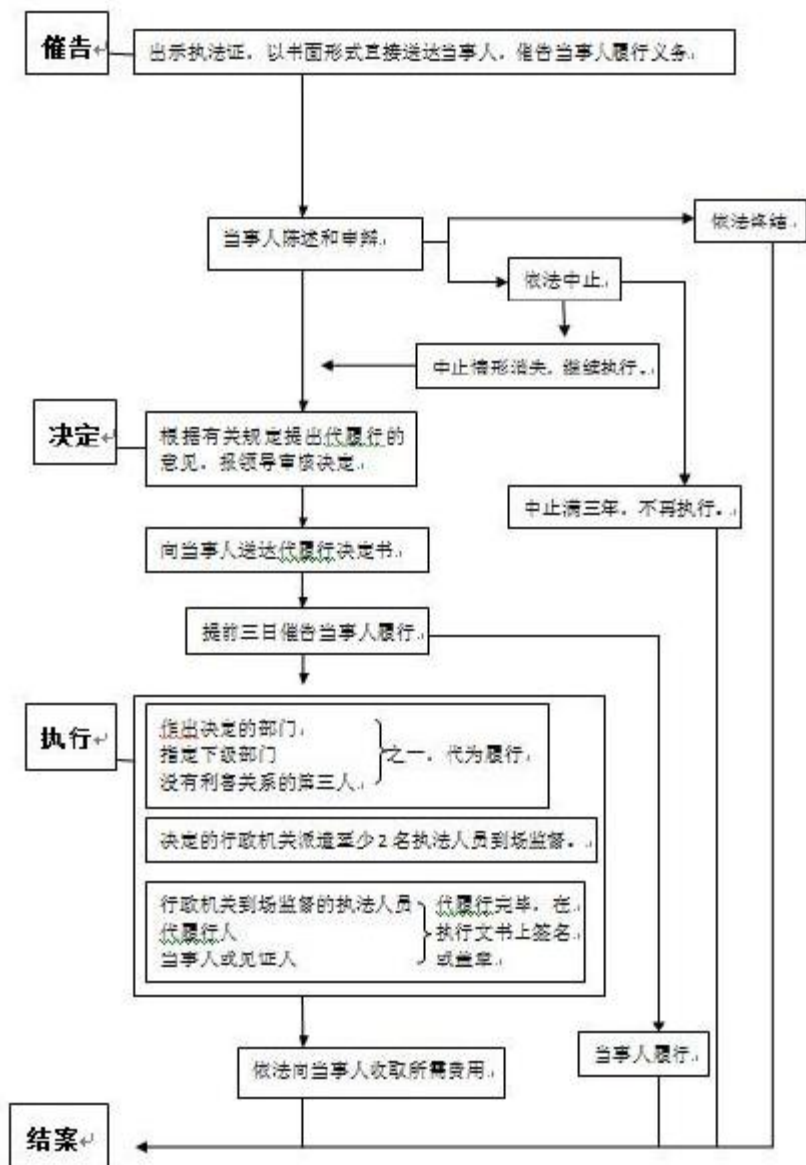 催告
出示执法证，以书面形式直接送达当事人，催告当事人履行义务
当事人陈述和申辩
依法终结
依法中止
中止情形消失，继续执行。
决定
根据有关规定提出代履行的
意见，报领导审核决定
中止满三年，不再执行。
向当事人送达代履行决定书
提前三日催告当事人履行
执行
作出决定的部门
指定下级部门
之一，代为履行
没有利害关系的第三人
决定的行政机关派遣至少2名执法人员到场监督。
行政机关到场监督的执法人员
代履行完毕，在
代履行人
执行文书上签名
当事人或见证人
或盖章
当事人履行
依法向当事人收取所需费用
结案